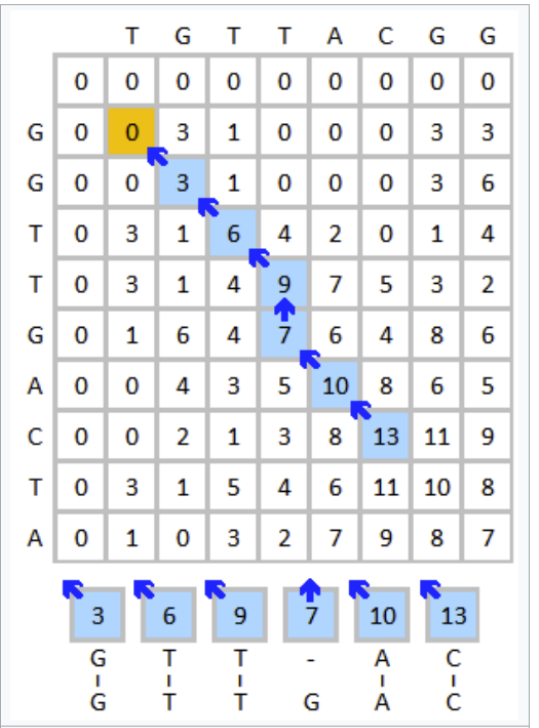 T G T T A C G G
0 0 0 0 0 0 0 0 0
G 0 0 3 1 0 0 0 3 3
G 0 0 3 1 0 0 0 3 6
T 0 3 1 6 4 2 0 1 4
T 0 3 1 4 9 7 5 3 2
G 0 1 6 4 7 6 4 8 6
A 0 0 4 3 5 10 8 6 5
C 0 0 2 1 3 8 13 11 9
T 0 3 1 5 4 6 11 10 8
A 0 1 0 3 2 7 9 8 7
3 6 9 7 10 13
G T T - A C
G T T G A C